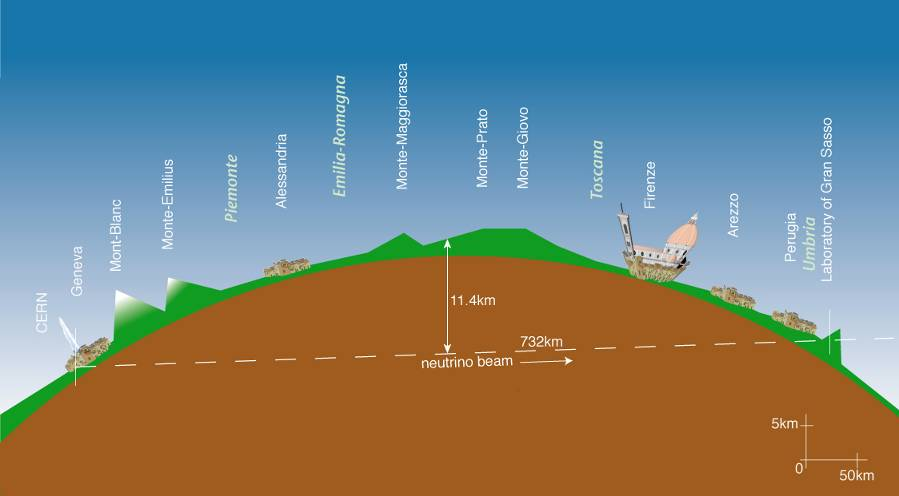 CERN
Geneva
Mont-Blanc
Monte-Emilius
Piemonte
Alessandria
Emilia-Romagna
Monte-Maggiorasca
Monte-Prato
Monte-Giovo
Toscana
Firenze
Arezzo
Perugia
Umbria
Laboratory of Gran Sasso
11.4km
732km
neutrino beam
5km
0
50km